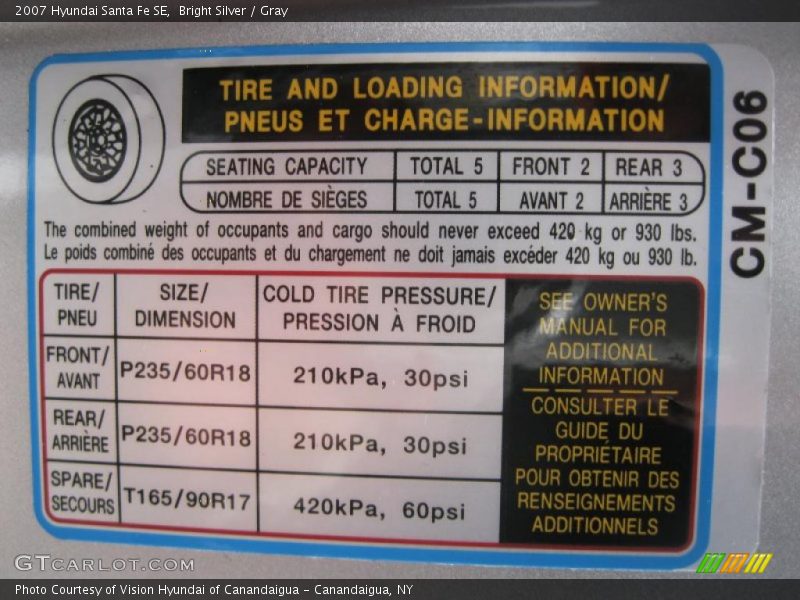 2007 Hyundai Santa Fe SE,  Bright Silver / Gray
TIRE AND LOADING INFORMATION/
PNEUS ET CHARGE-INFORMATION
SEATING CAPACITY TOTAL 5 FRONT 2 REAR 3
NOMBRE DE SIÈGES TOTAL 5 AVANT 2 ARRIÈRE 3
The combined weight of occupants and cargo should never exceed 420 kg or 930 lbs.
Le poids combiné des occupants et du chargement ne doit jamais excéder 420 kg ou 930 lb.
CM-C06
TIRE/
PNEU
SIZE/
DIMENSION
COLD TIRE PRESSURE/
PRESSION À FROID
FRONT/
AVANT
P235/60R18
210kPa, 30psi
REAR/
ARRIÈRE
P235/60R18
210kPa, 30psi
SPARE/
SECOURS
T165/90R17
420kPa, 60psi
SEE OWNER'S
MANUAL FOR
ADDITIONAL
INFORMATION
CONSULTER LE
GUIDE DU
PROPRIÉTAIRE
POUR OBTENIR DES
RENSEIGNEMENTS
ADDITIONNELS
GTCARLOT.COM
Photo Courtesy of Vision Hyundai of Canandaigua - Canandaigua, NY